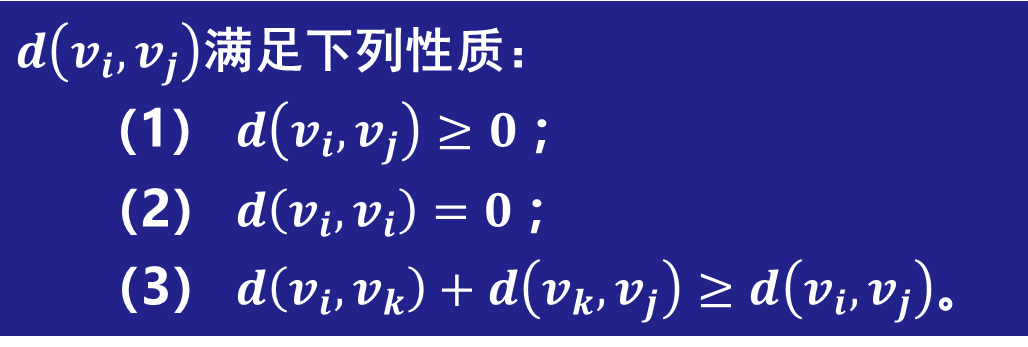 d(vᵢ, vⱼ)满足下列性质：
(1) d(vᵢ, vⱼ) ≥ 0；
(2) d(vᵢ, vᵢ) = 0；
(3) d(vᵢ, vₖ) + d(vₖ, vⱼ) ≥ d(vᵢ, vⱼ)。